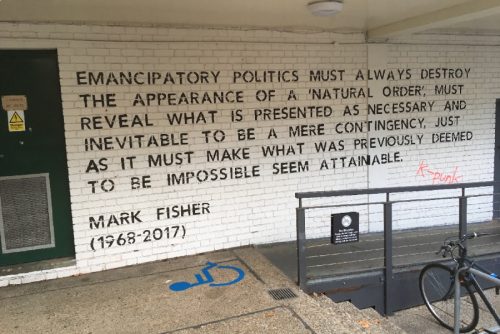 EMANCIPATORY POLITICS MUST ALWAYS DESTROY
THE APPEARANCE OF A 'NATURAL ORDER', MUST
REVEAL WHAT IS PRESENTED AS NECESSARY AND
INEVITABLE TO BE A MERE CONTINGENCY, JUST
AS IT MUST MAKE WHAT WAS PREVIOUSLY DEEMED
TO BE IMPOSSIBLE SEEM ATTAINABLE.
K-punk
MARK FISHER
(1968-2017)